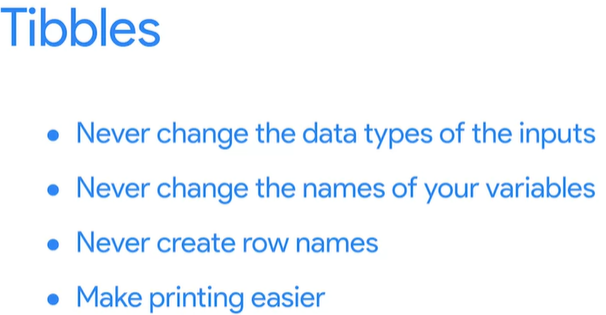 Tibbles
• Never change the data types of the inputs
• Never change the names of your variables
• Never create row names
• Make printing easier